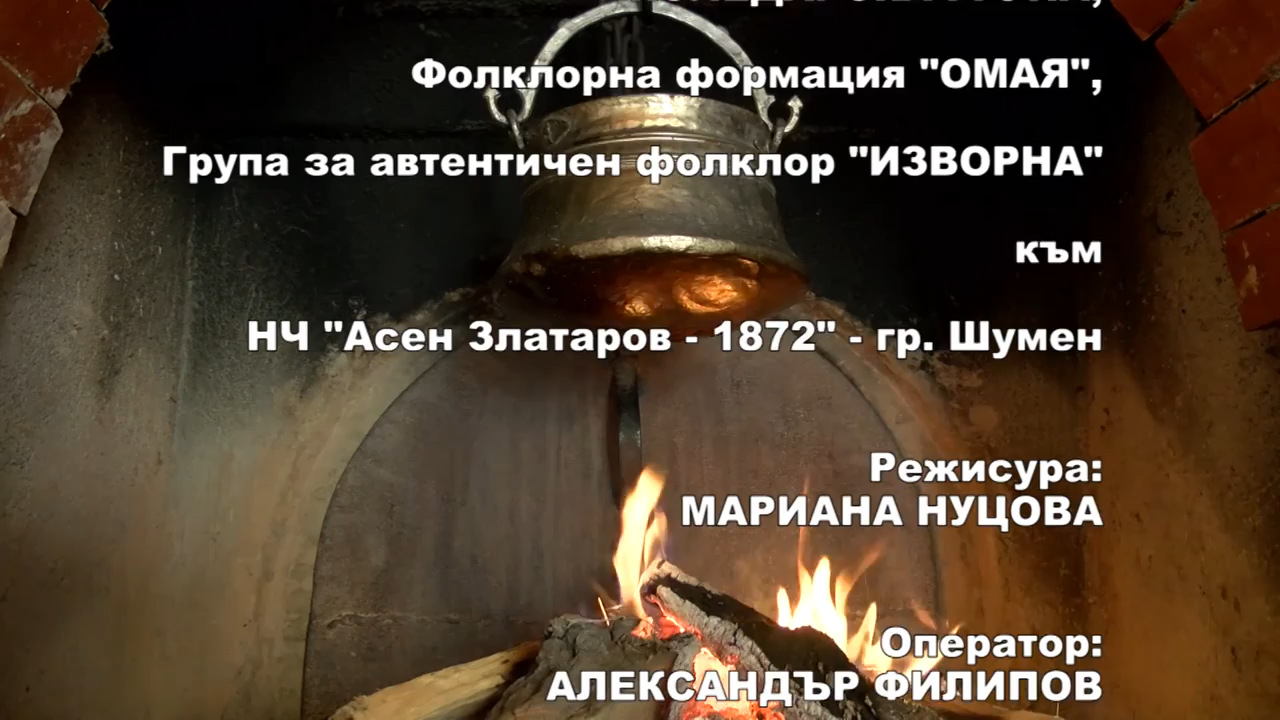 Фолклорна формация "ОМАЯ",
Група за автентичен фолклор "ИЗВОРНА"
към
НЧ "Асен Златаров - 1872" - гр. Шумен
Режисура:
МАРИАНА НУЦОВА
Оператор:
АЛЕКСАНДЪР ФИЛИПОВ